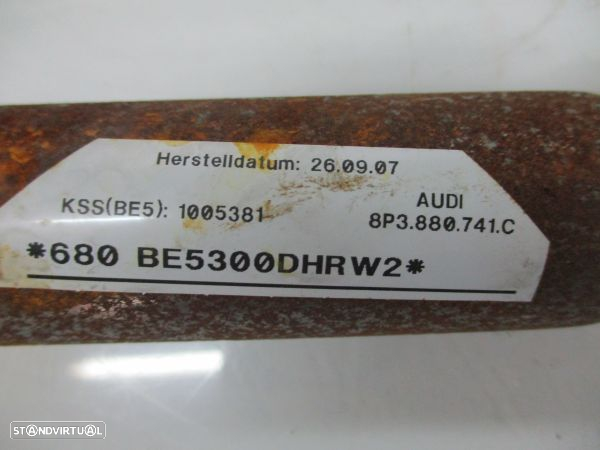 Herstelldatum: 26.09.07
KSS(BE5): 1005381
AUDI
8P3.880.741.C
*680 BE5300DHRW2*
STANDVIRTUAL